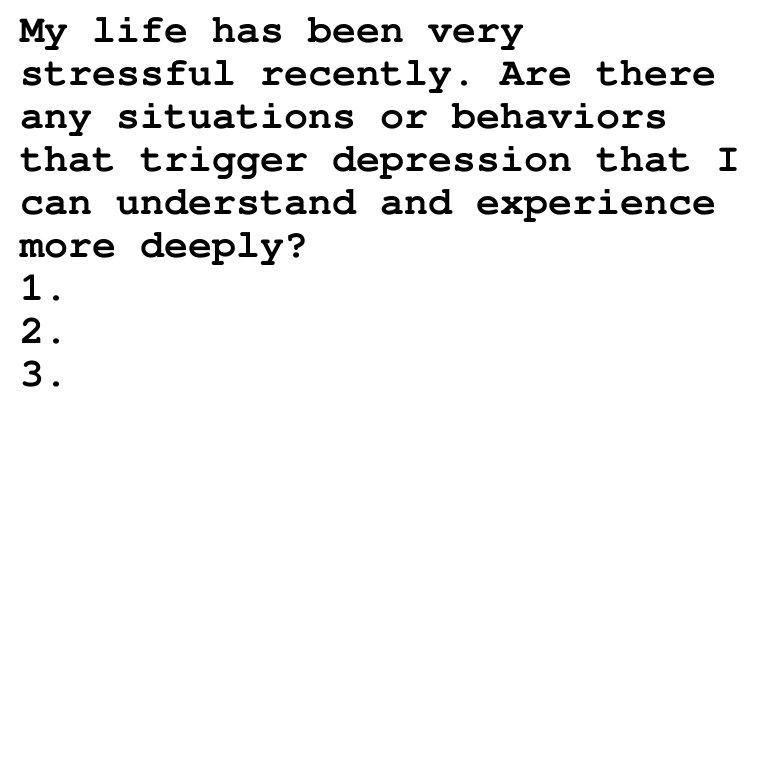 My life has been very
stressful recently. Are there
any situations or behaviors
that trigger depression that I
can understand and experience
more deeply?
1.
2.
3.